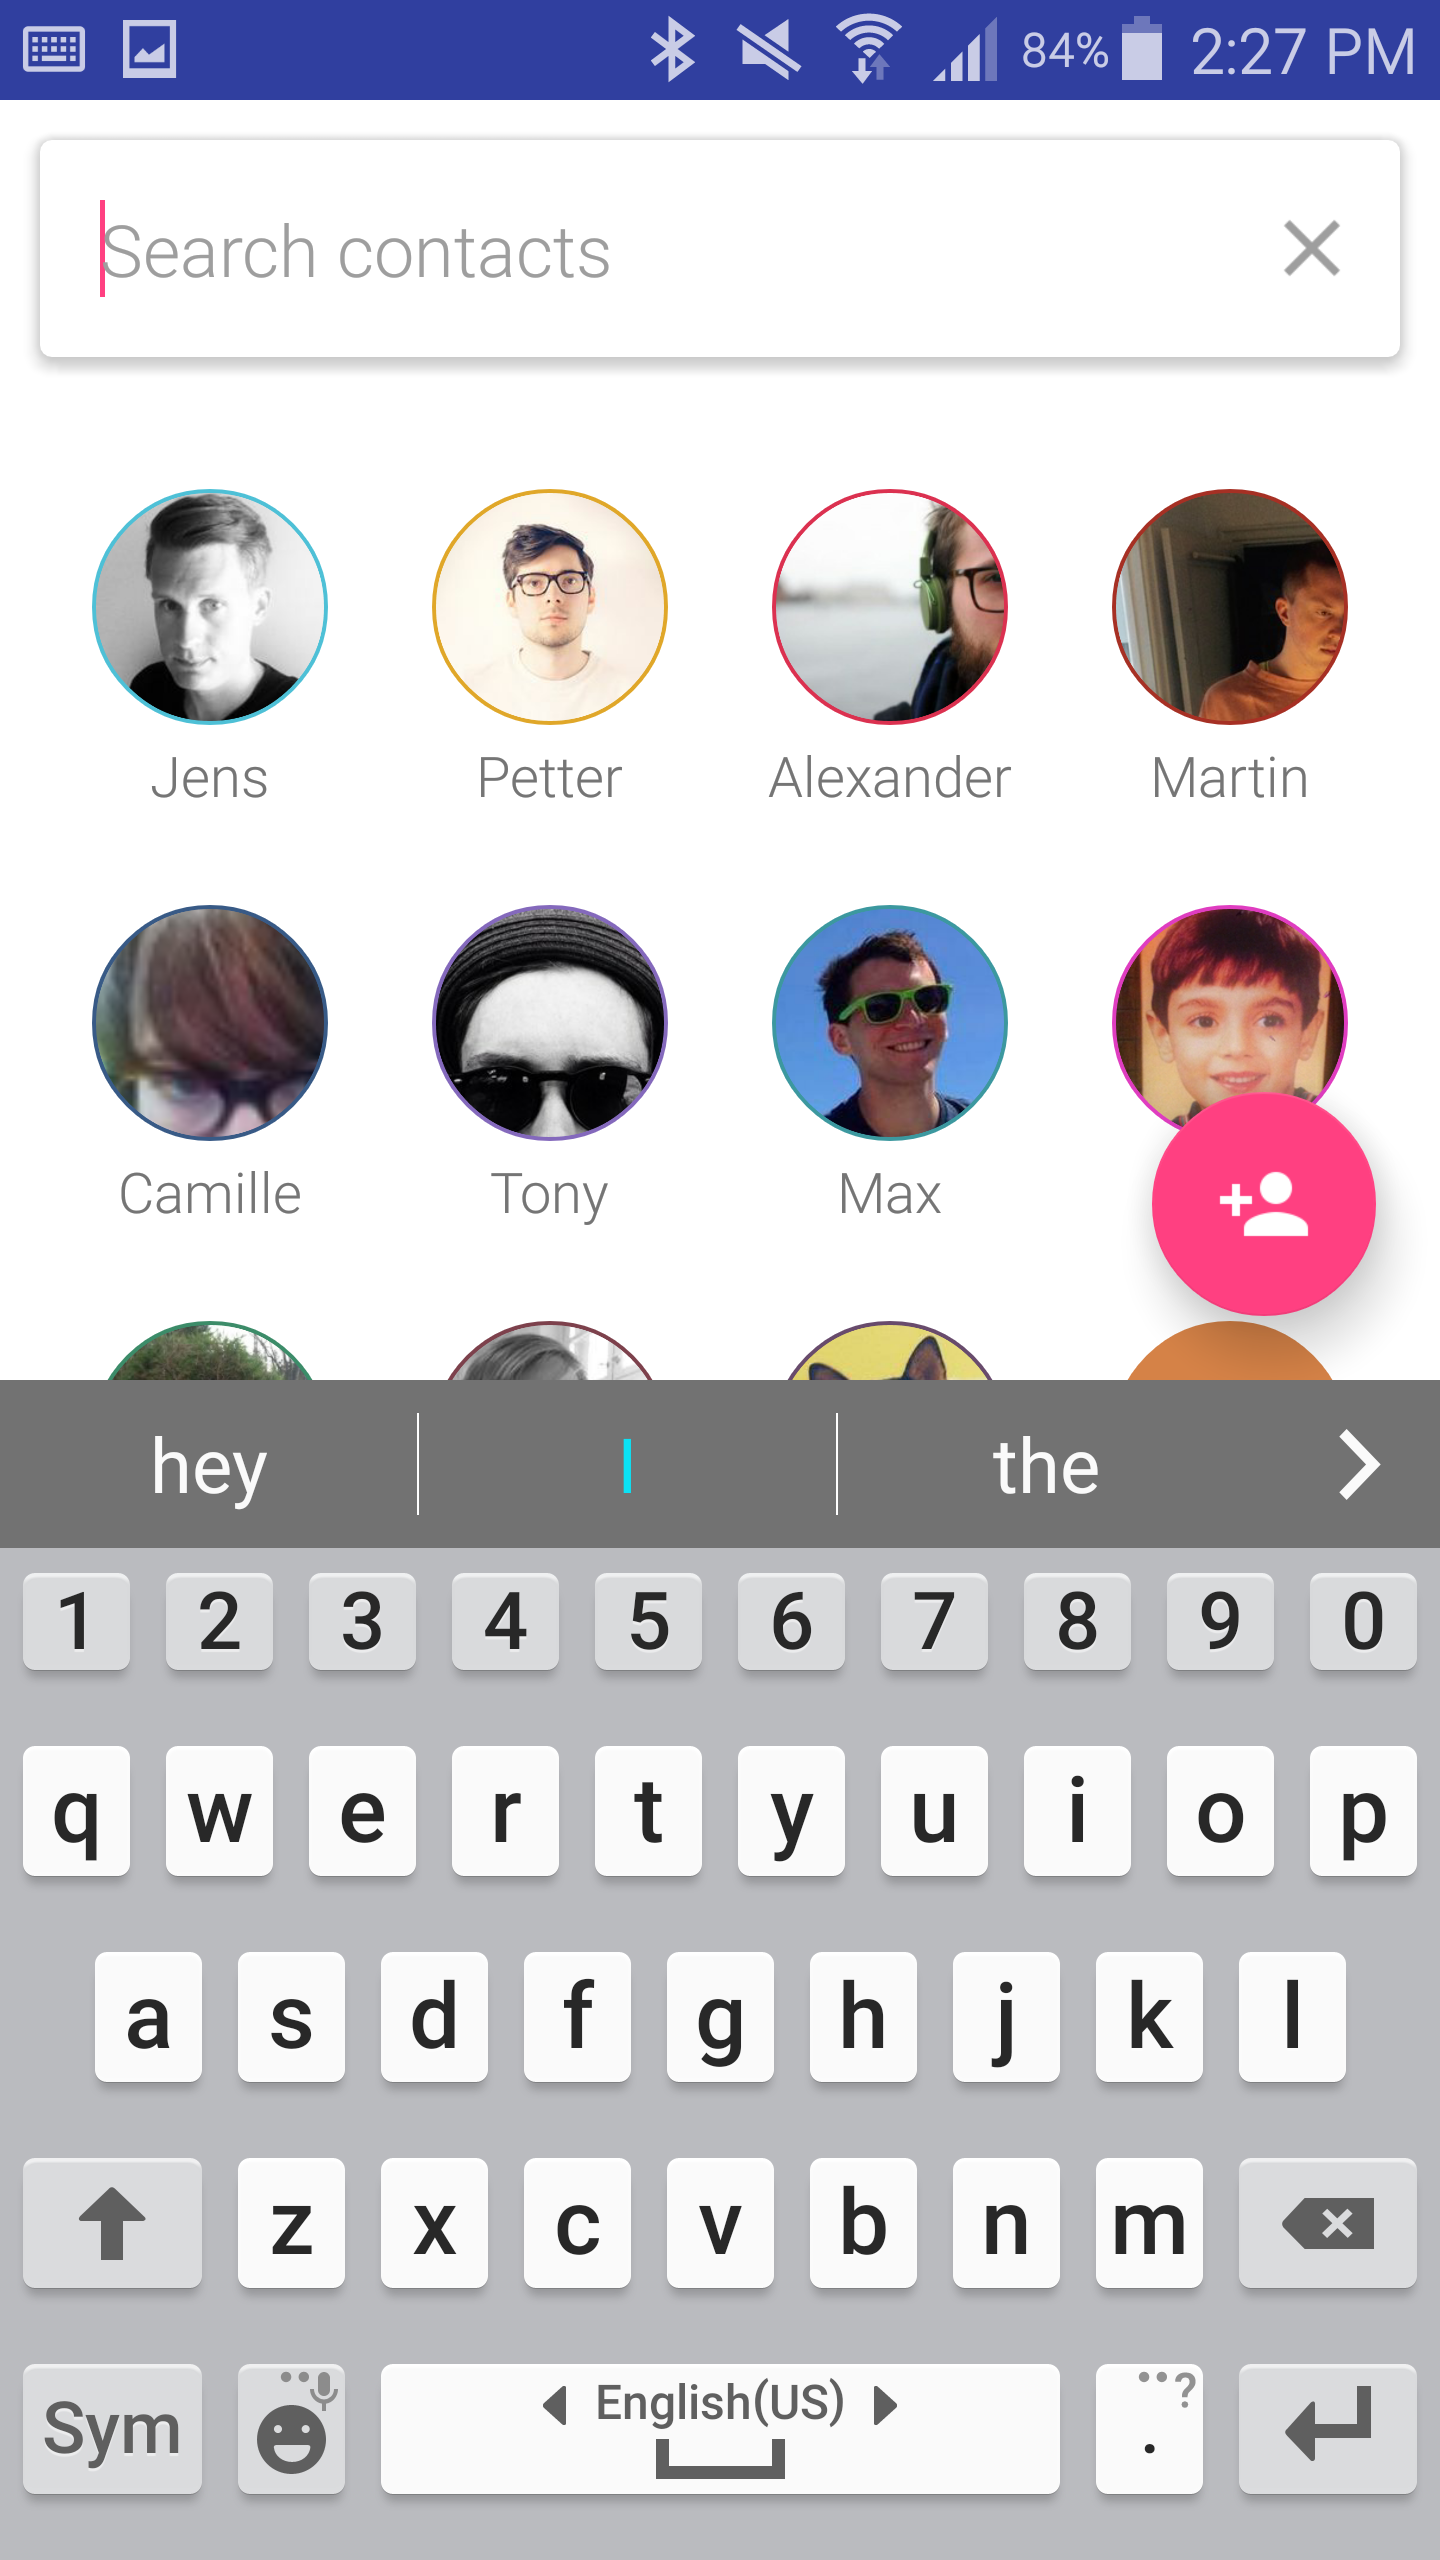 84% 2:27 PM
Search contacts
Jens Petter Alexander Martin
Camille Tony Max
hey I the
1 2 3 4 5 6 7 8 9 0
q w e r t y u i o p
a s d f g h j k l
z x c v b n m
Sym English(US) . ?